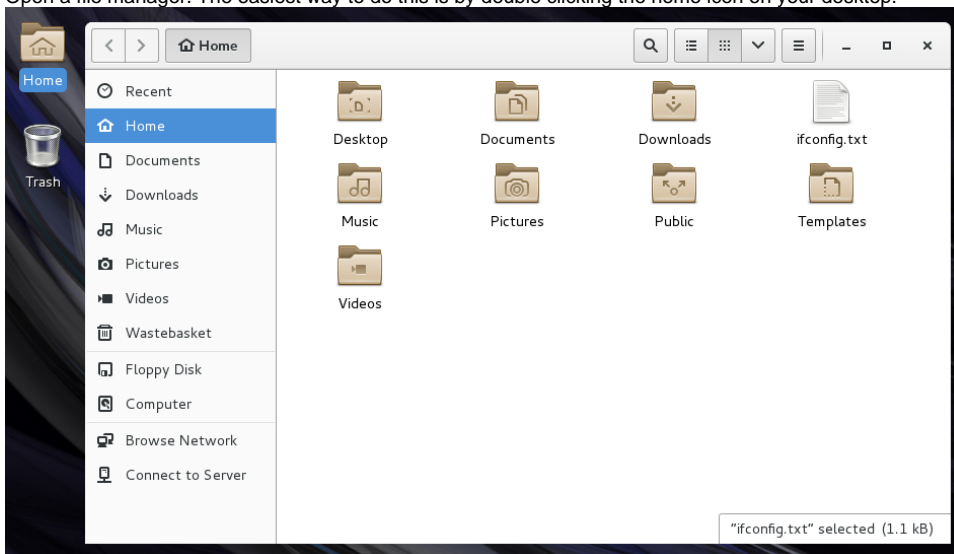 Open a file manager. The easiest way to do this is by double clicking the home icon on your desktop.
Home
Home
Trash
Recent
Home
Documents
Downloads
Music
Pictures
Videos
Wastebasket
Floppy Disk
Computer
Browse Network
Connect to Server
Desktop Documents Downloads ifconfig.txt
Music Pictures Public Templates
Videos
"ifconfig.txt" selected (1.1 kB)